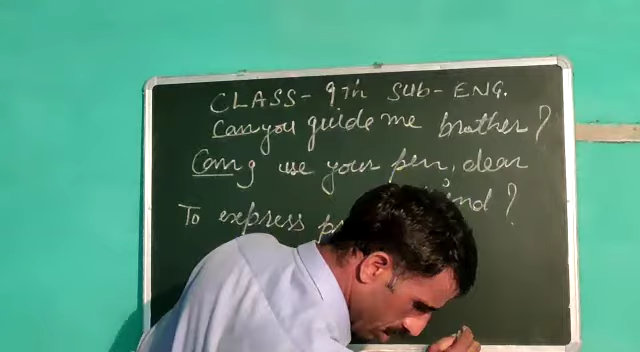 CLASS - 9th SUB - ENG.
Can you guide me brother?
Can I use your pen, dear
?
To express